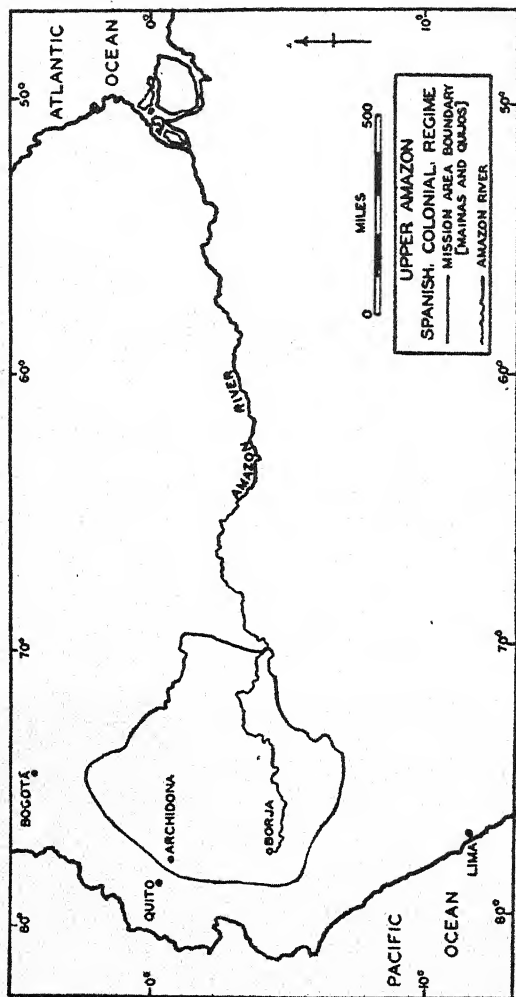 80°
70°
60°
50°
0°
0°
ATLANTIC
OCEAN
BOGOTÁ
QUITO
ARCHIDONA
BORJA
AMAZON RIVER
PACIFIC
OCEAN
LIMA
10°
10°
MILES
0 500
UPPER AMAZON
SPANISH, COLONIAL, REGIME
MISSION AREA BOUNDARY
[MAINAS AND QUIJOS]
AMAZON RIVER
80°
70°
60°
50°